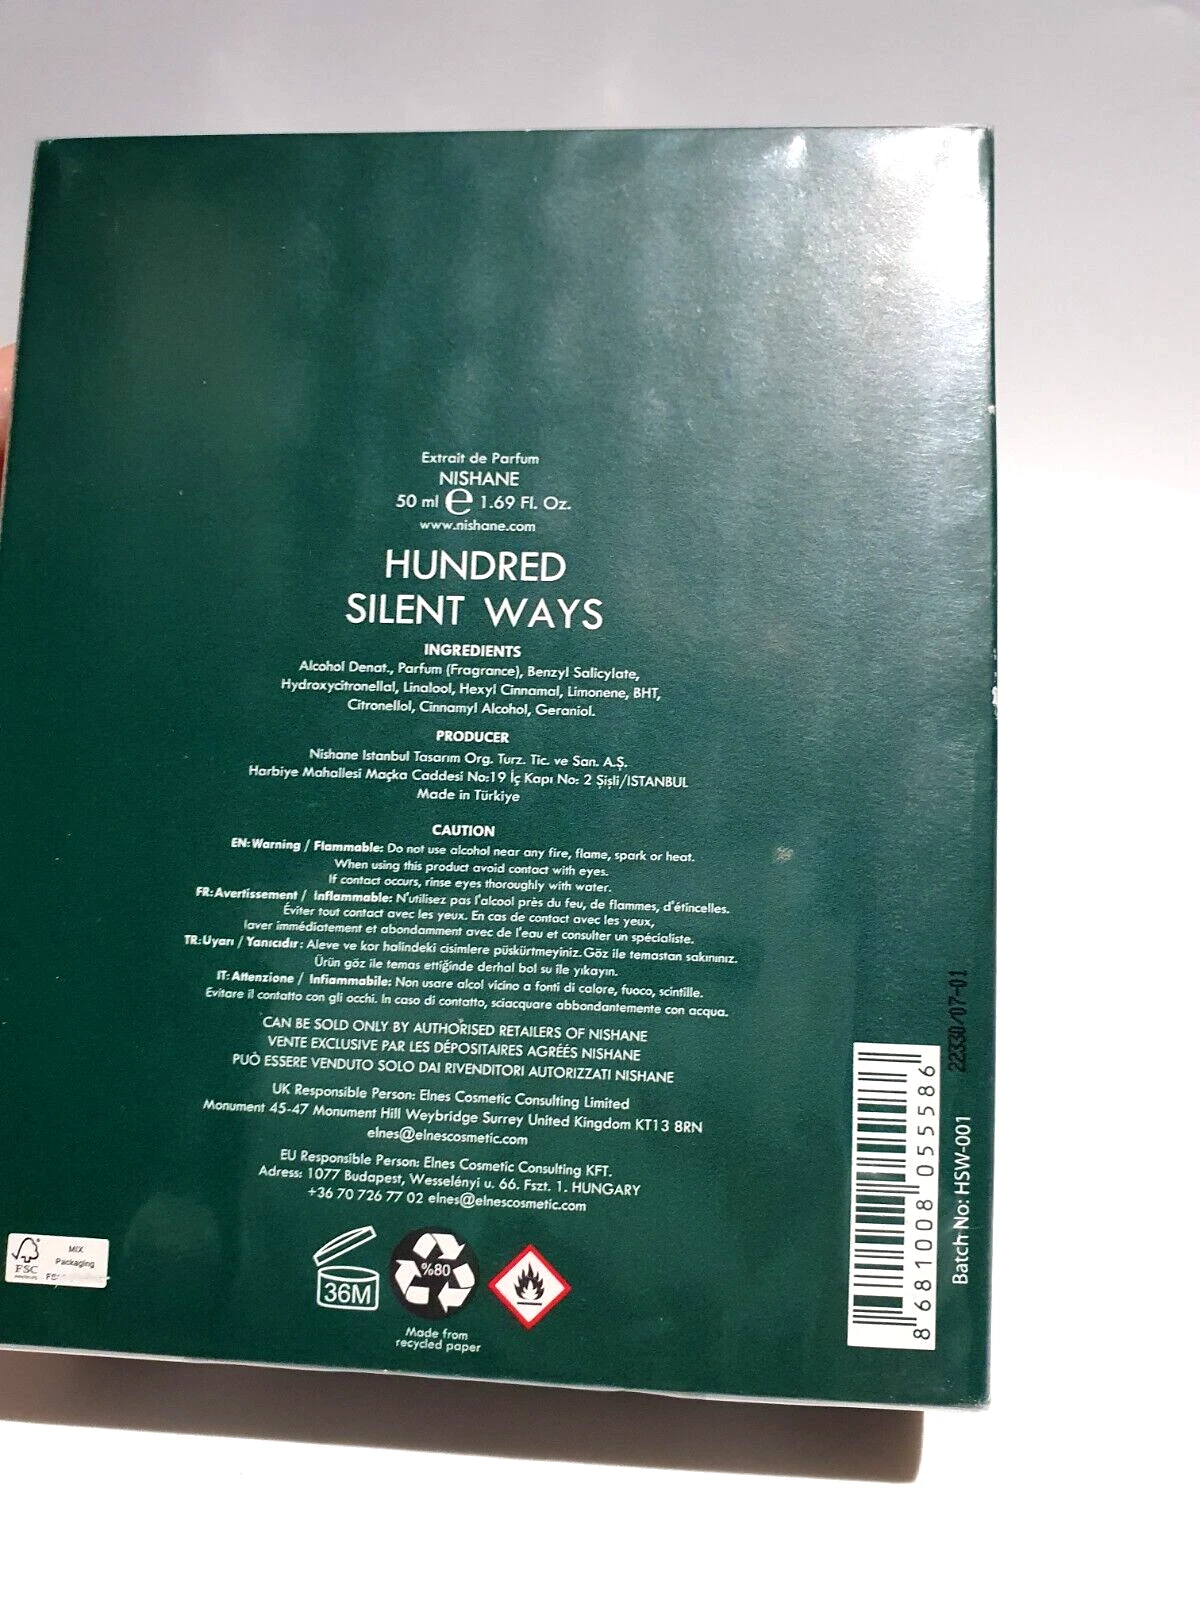 Extrait de Parfum
NISHANE
50 ml ℮ 1.69 Fl. Oz.
www.nishane.com
HUNDRED
SILENT WAYS
INGREDIENTS
Alcohol Denat., Parfum (Fragrance), Benzyl Salicylate,
Hydroxycitronellal, Linalool, Hexyl Cinnamal, Limonene, BHT,
Citronellol, Cinnamyl Alcohol, Geraniol.
PRODUCER
Nishane Istanbul Tasarım Org. Turz. Tic. ve San. A.Ş.
Harbiye Mahallesi Maçka Caddesi No:19 İç Kapı No: 2 Şişli/ISTANBUL
Made in Türkiye
CAUTION
EN:Warning / Flammable: Do not use alcohol near any fire, flame, spark or heat.
When using this product avoid contact with eyes.
If contact occurs, rinse eyes thoroughly with water.
FR:Avertissement / Inflammable: N'utilisez pas l'alcool près du feu, de flammes, d'étincelles.
Éviter tout contact avec les yeux. En cas de contact avec les yeux,
laver immédiatement et abondamment avec de l'eau et consulter un spécialiste.
TR:Uyarı / Yanıcıdır: Aleve ve kor halindeki cisimlere püskürtmeyiniz.Göz ile temastan sakınınız.
Ürün göz ile temas ettiğinde derhal bol su ile yıkayın.
IT:Attenzione / Infiammabile: Non usare alcol vicino a fonti di calore, fuoco, scintille.
Evitare il contatto con gli occhi. In caso di contatto, sciacquare abbondantemente con acqua.
CAN BE SOLD ONLY BY AUTHORISED RETAILERS OF NISHANE
VENTE EXCLUSIVE PAR LES DÉPOSITAIRES AGRÉÉS NISHANE
PUÒ ESSERE VENDUTO SOLO DAI RIVENDITORI AUTORIZZATI NISHANE
UK Responsible Person: Elnes Cosmetic Consulting Limited
Monument 45-47 Monument Hill Weybridge Surrey United Kingdom KT13 8RN
elnes@elnescosmetic.com
EU Responsible Person: Elnes Cosmetic Consulting KFT.
Adress: 1077 Budapest, Wesselényi u. 66. Fszt. 1. HUNGARY
+36 70 726 77 02 elnes@elnescosmetic.com
FSC
MIX
Packaging
36M
%80
Made from
recycled paper
8681008055586
Batch No: HSW-001
22330/07-01